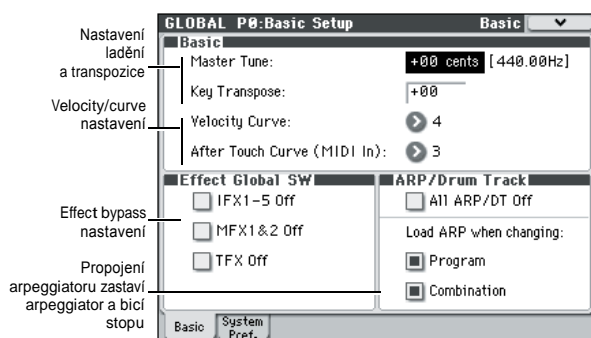 GLOBAL P0:Basic Setup Basic
Basic
Master Tune: +00 cents [440.00Hz]
Key Transpose: +00
Velocity Curve: 4
After Touch Curve (MIDI In): 3
Effect Global SW
IFX1-5 Off
MFX1&2 Off
TFX Off
ARP/Drum Track
All ARP/DT Off
Load ARP when changing:
Program
Combination
Basic
System
Pref.
Nastavení
ladění
a transpozice
Velocity/curve
nastavení
Effect bypass
nastavení
Propojení
arpeggiatoru zastaví
arpeggiator a bicí
stopu